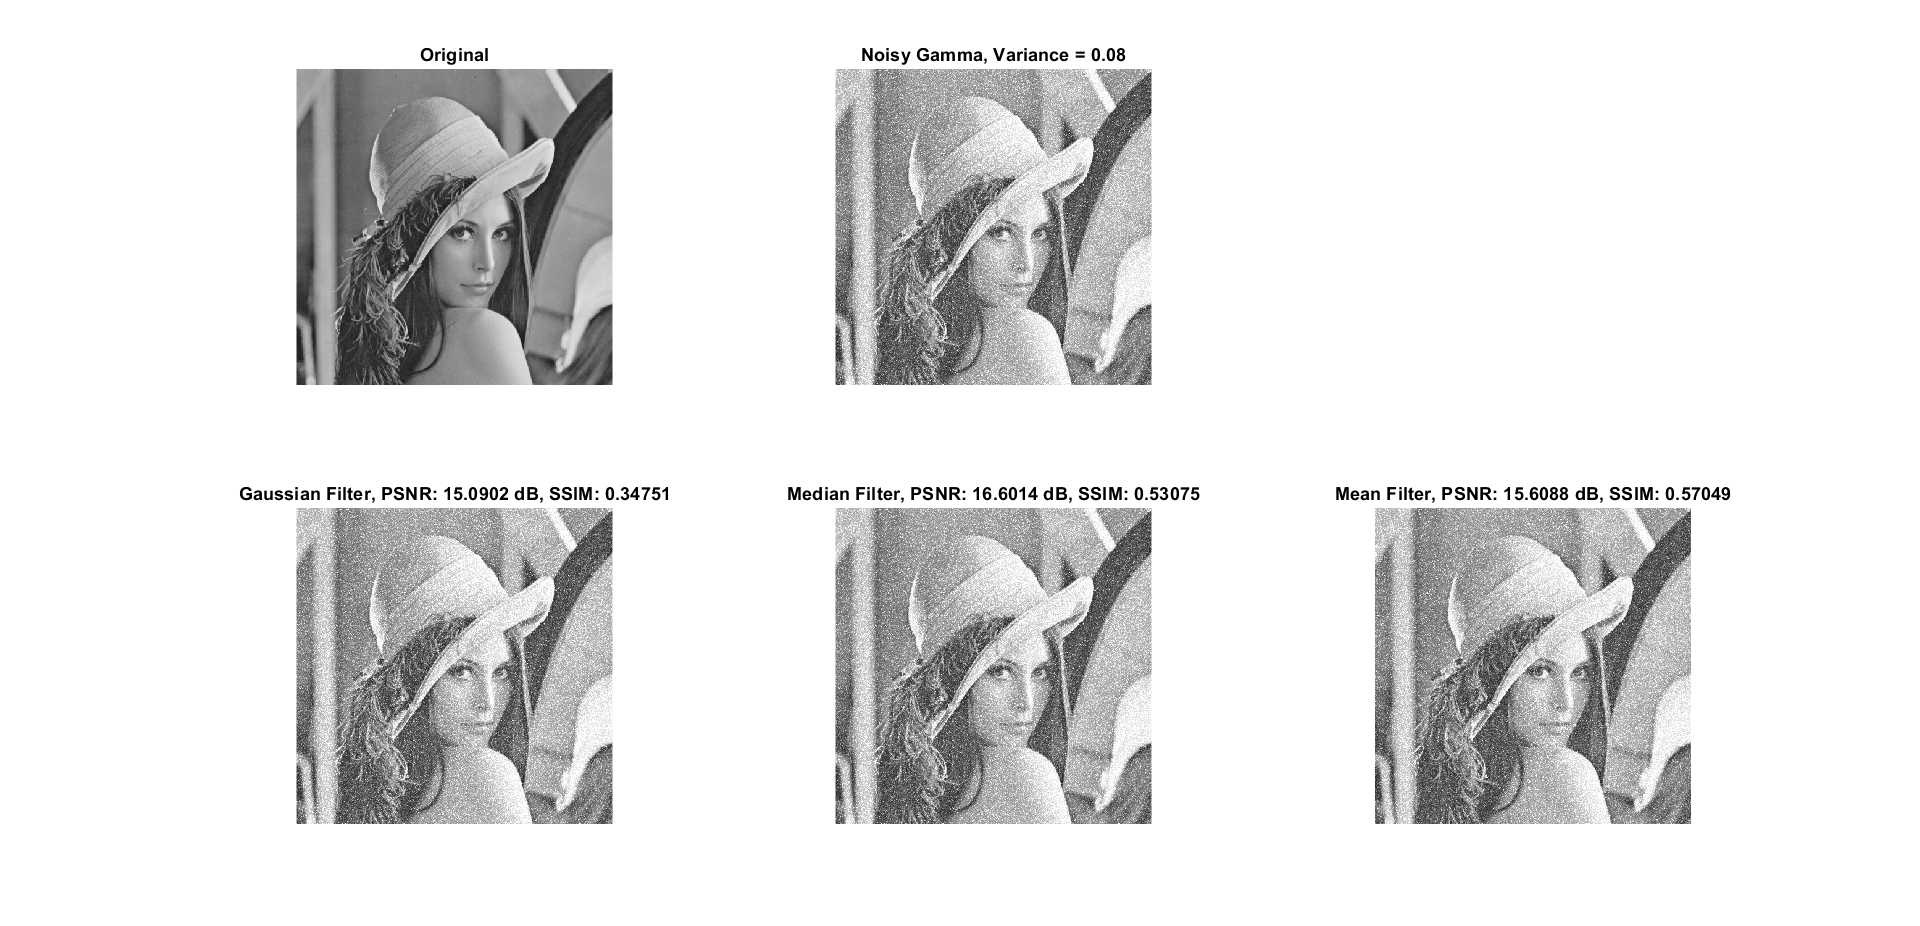 Original
Noisy Gamma, Variance = 0.08
Gaussian Filter, PSNR: 15.0902 dB, SSIM: 0.34751
Median Filter, PSNR: 16.6014 dB, SSIM: 0.53075
Mean Filter, PSNR: 15.6088 dB, SSIM: 0.57049